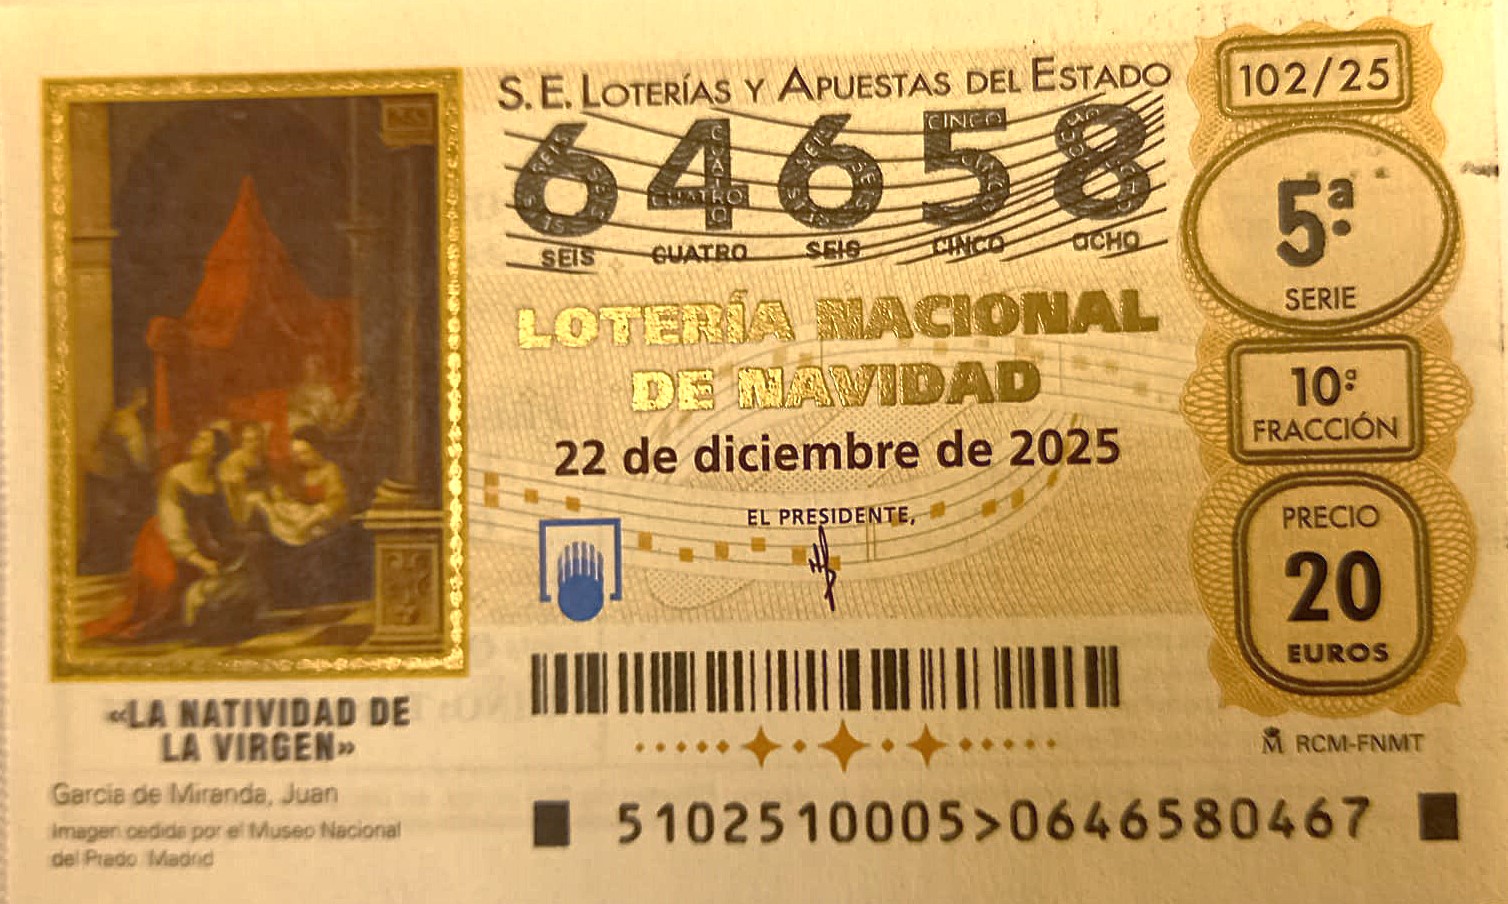 S. E. LOTERÍAS Y APUESTAS DEL ESTADO
64658
SEIS CUATRO SEIS CINCO OCHO
LOTERÍA NACIONAL
DE NAVIDAD
22 de diciembre de 2025
EL PRESIDENTE,
102/25
5ª
SERIE
10ª
FRACCIÓN
PRECIO
20
EUROS
RCM-FNMT
«LA NATIVIDAD DE
LA VIRGEN»
García de Miranda, Juan
Imagen cedida por el Museo Nacional
del Prado. Madrid
5102510005>0646580467